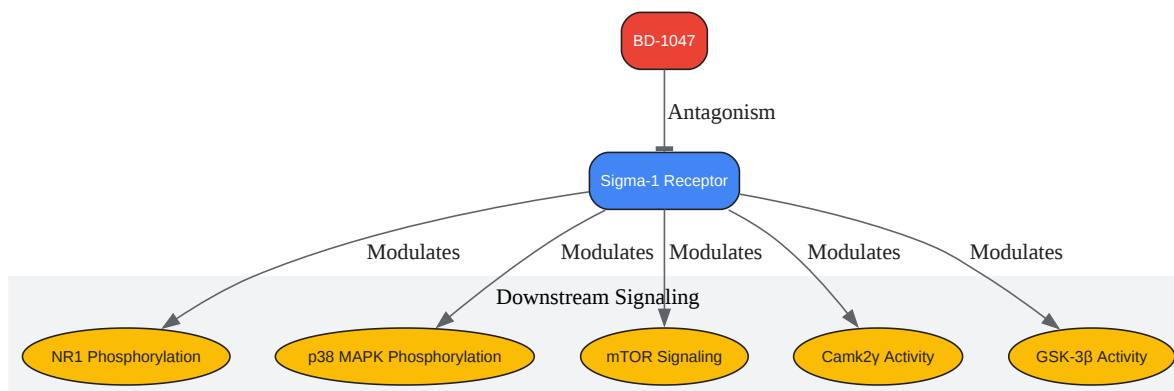 BD-1047
Antagonism
Sigma-1 Receptor
Modulates
Modulates
Modulates
Modulates
Modulates
Downstream Signaling
NR1 Phosphorylation
p38 MAPK Phosphorylation
mTOR Signaling
Camk2γ Activity
GSK-3β Activity